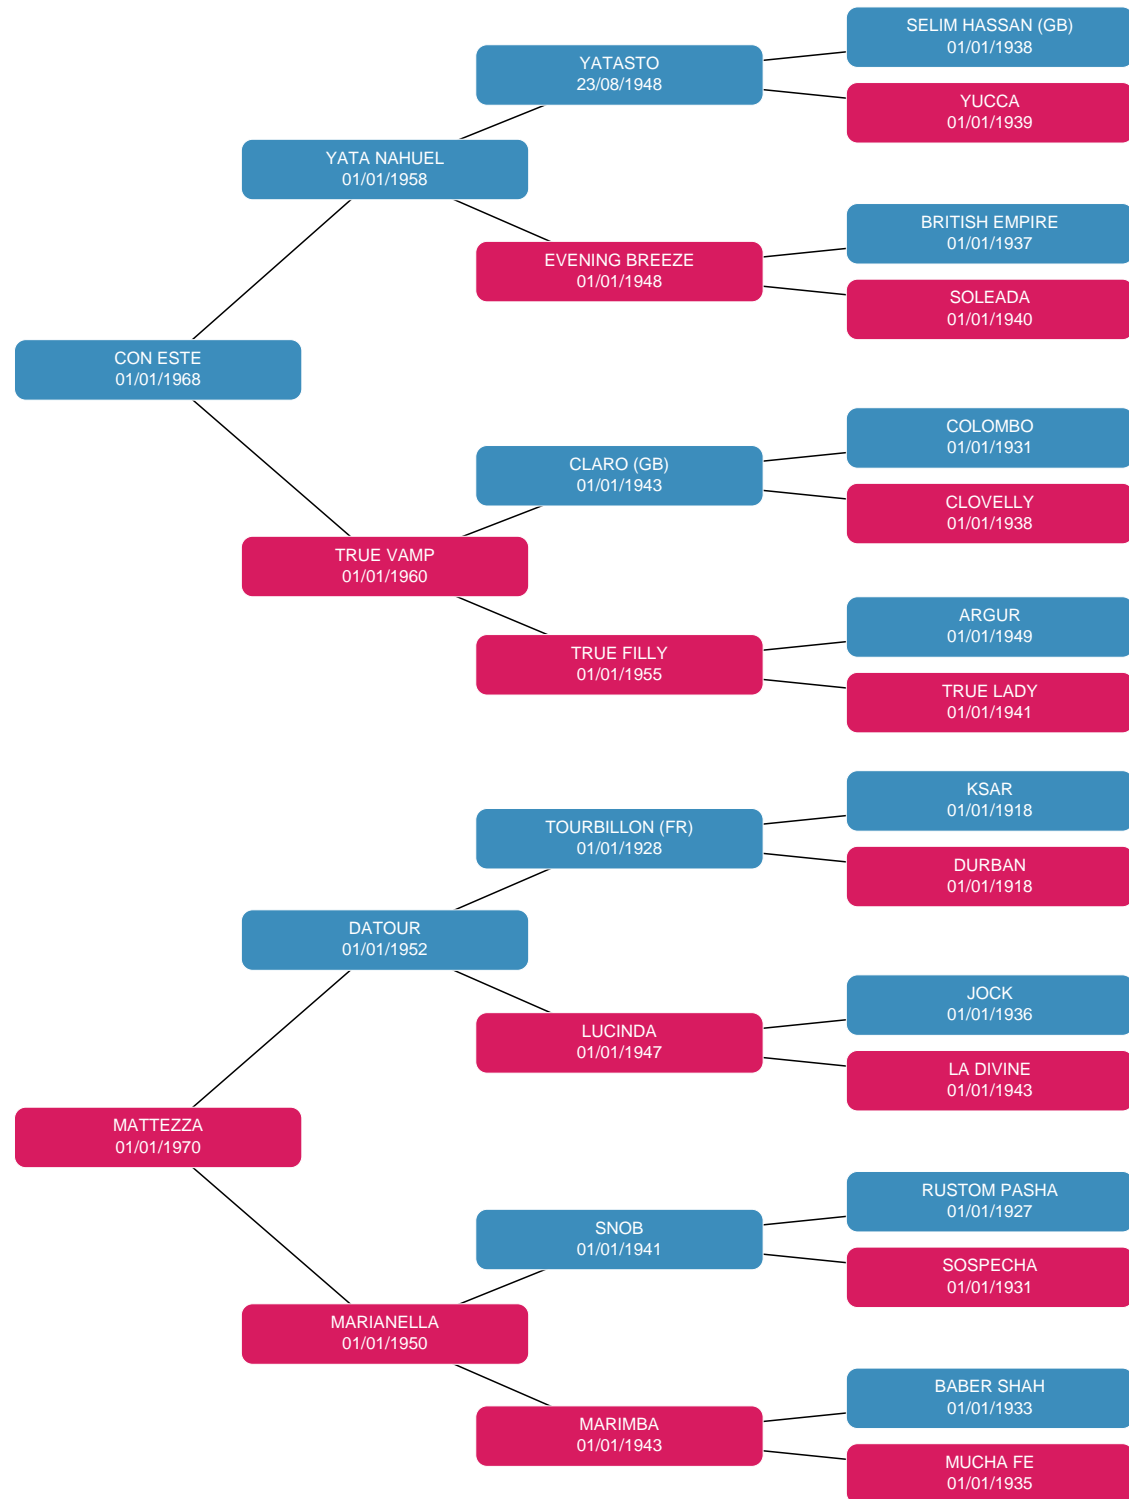 SELIM HASSAN (GB)
01/01/1938
YATASTO
23/08/1948
YUCCA
01/01/1939
YATA NAHUEL
01/01/1958
BRITISH EMPIRE
01/01/1937
EVENING BREEZE
01/01/1948
SOLEADA
01/01/1940
CON ESTE
01/01/1968
COLOMBO
01/01/1931
CLARO (GB)
01/01/1943
CLOVELLY
01/01/1938
TRUE VAMP
01/01/1960
ARGUR
01/01/1949
TRUE FILLY
01/01/1955
TRUE LADY
01/01/1941
KSAR
01/01/1918
TOURBILLON (FR)
01/01/1928
DURBAN
01/01/1918
DATOUR
01/01/1952
JOCK
01/01/1936
LUCINDA
01/01/1947
LA DIVINE
01/01/1943
MATTEZZA
01/01/1970
RUSTOM PASHA
01/01/1927
SNOB
01/01/1941
SOSPECHA
01/01/1931
MARIANELLA
01/01/1950
BABER SHAH
01/01/1933
MARIMBA
01/01/1943
MUCHA FE
01/01/1935